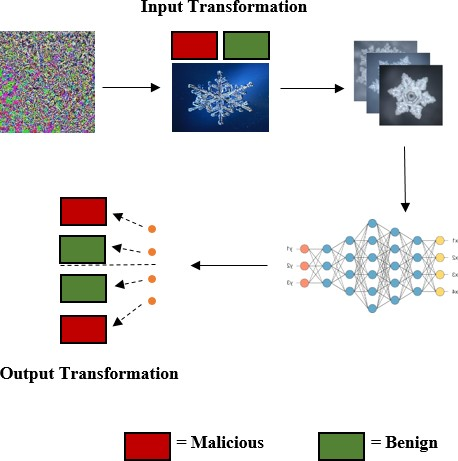 Input Transformation
Output Transformation
= Malicious
= Benign